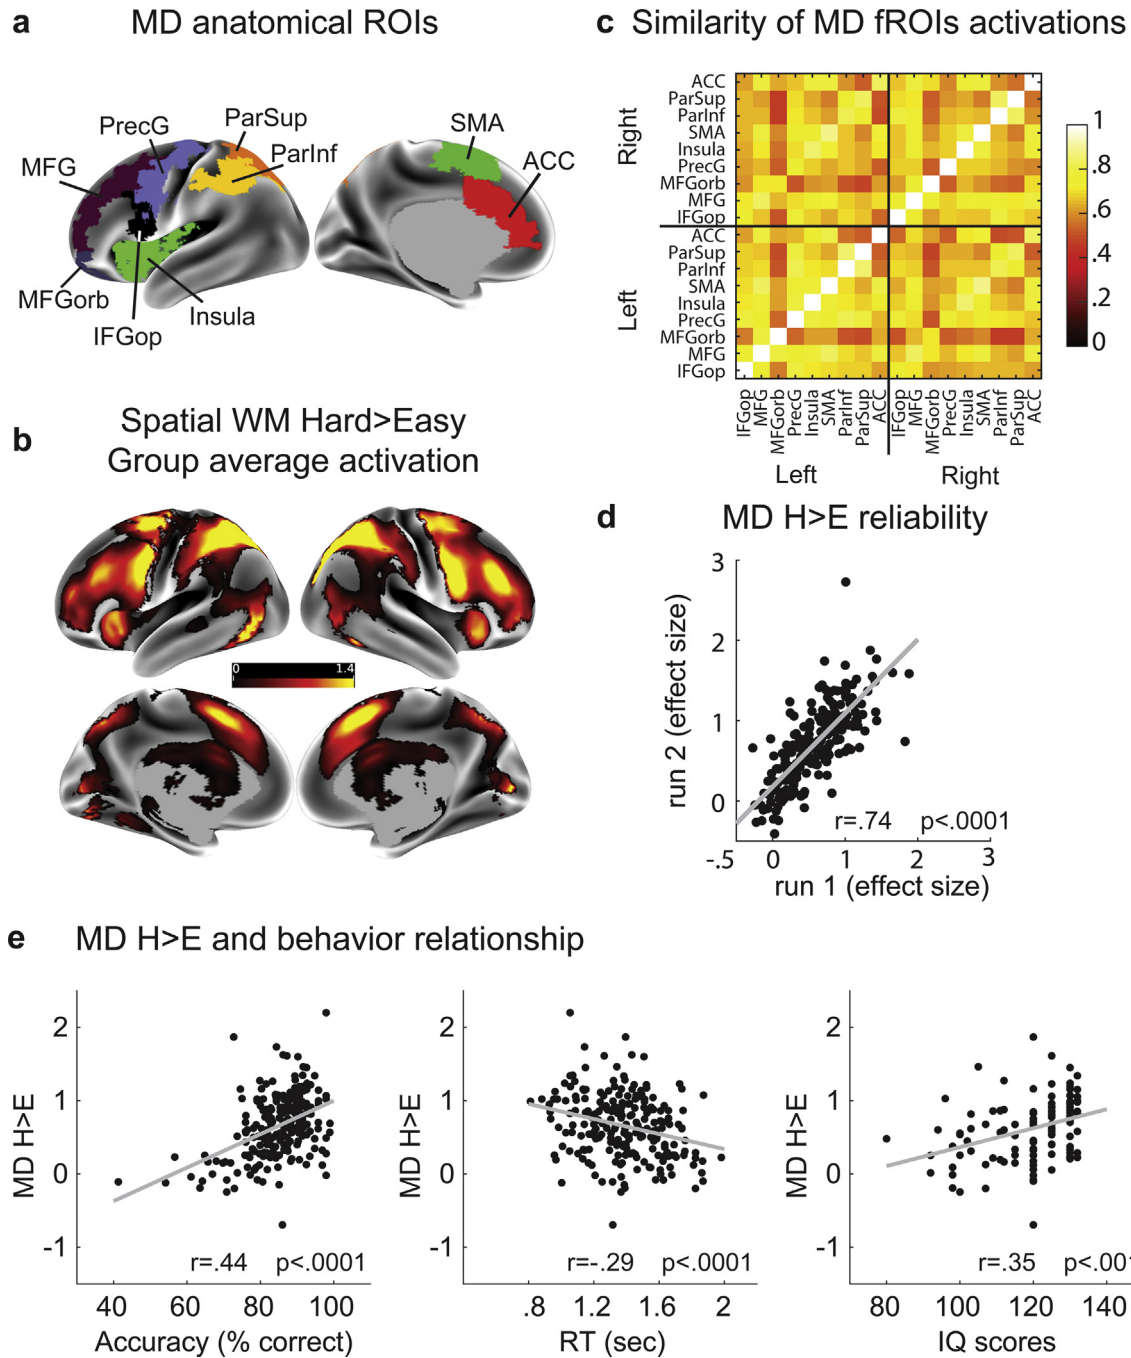 a MD anatomical ROIs
PrecG
ParSup
ParInf
MFG
MFGorb
IFGop
Insula
SMA
ACC
b Spatial WM Hard>Easy
Group average activation
0 1.4
c Similarity of MD fROIs activations
Right
ACC
ParSup
ParInf
SMA
Insula
PrecG
MFGorb
MFG
IFGop
Left
ACC
ParSup
ParInf
SMA
Insula
PrecG
MFGorb
MFG
IFGop
IFGop MFG MFGorb PrecG Insula SMA ParInf ParSup ACC IFGop MFG MFGorb PrecG Insula SMA ParInf ParSup ACC
Left Right
1
.8
.6
.4
.2
0
d MD H>E reliability
run 2 (effect size)
3
2
1
0
r=.74 p<.0001
-.5 0 1 2 3
run 1 (effect size)
e MD H>E and behavior relationship
MD H>E
2
1
0
-1
r=.44 p<.0001
40 60 80 100
Accuracy (% correct)
MD H>E
2
1
0
-1
r=-.29 p<.0001
.8 1.2 1.6 2
RT (sec)
MD H>E
2
1
0
-1
r=.35 p<.001
80 100 120 140
IQ scores